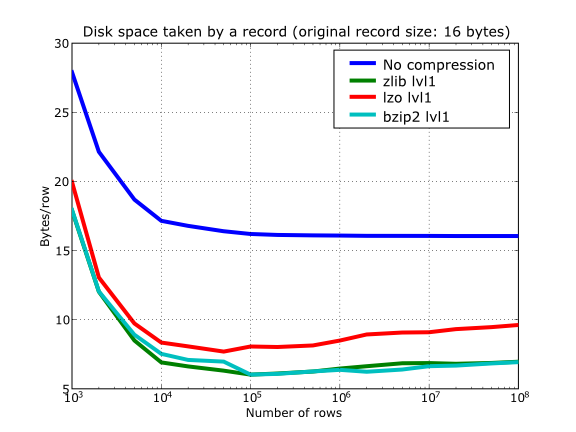 Disk space taken by a record (original record size: 16 bytes)
30
25
20
15
10
5
Bytes/row
No compression
zlib lvl1
lzo lvl1
bzip2 lvl1
10³ 10⁴ 10⁵ 10⁶ 10⁷ 10⁸
Number of rows